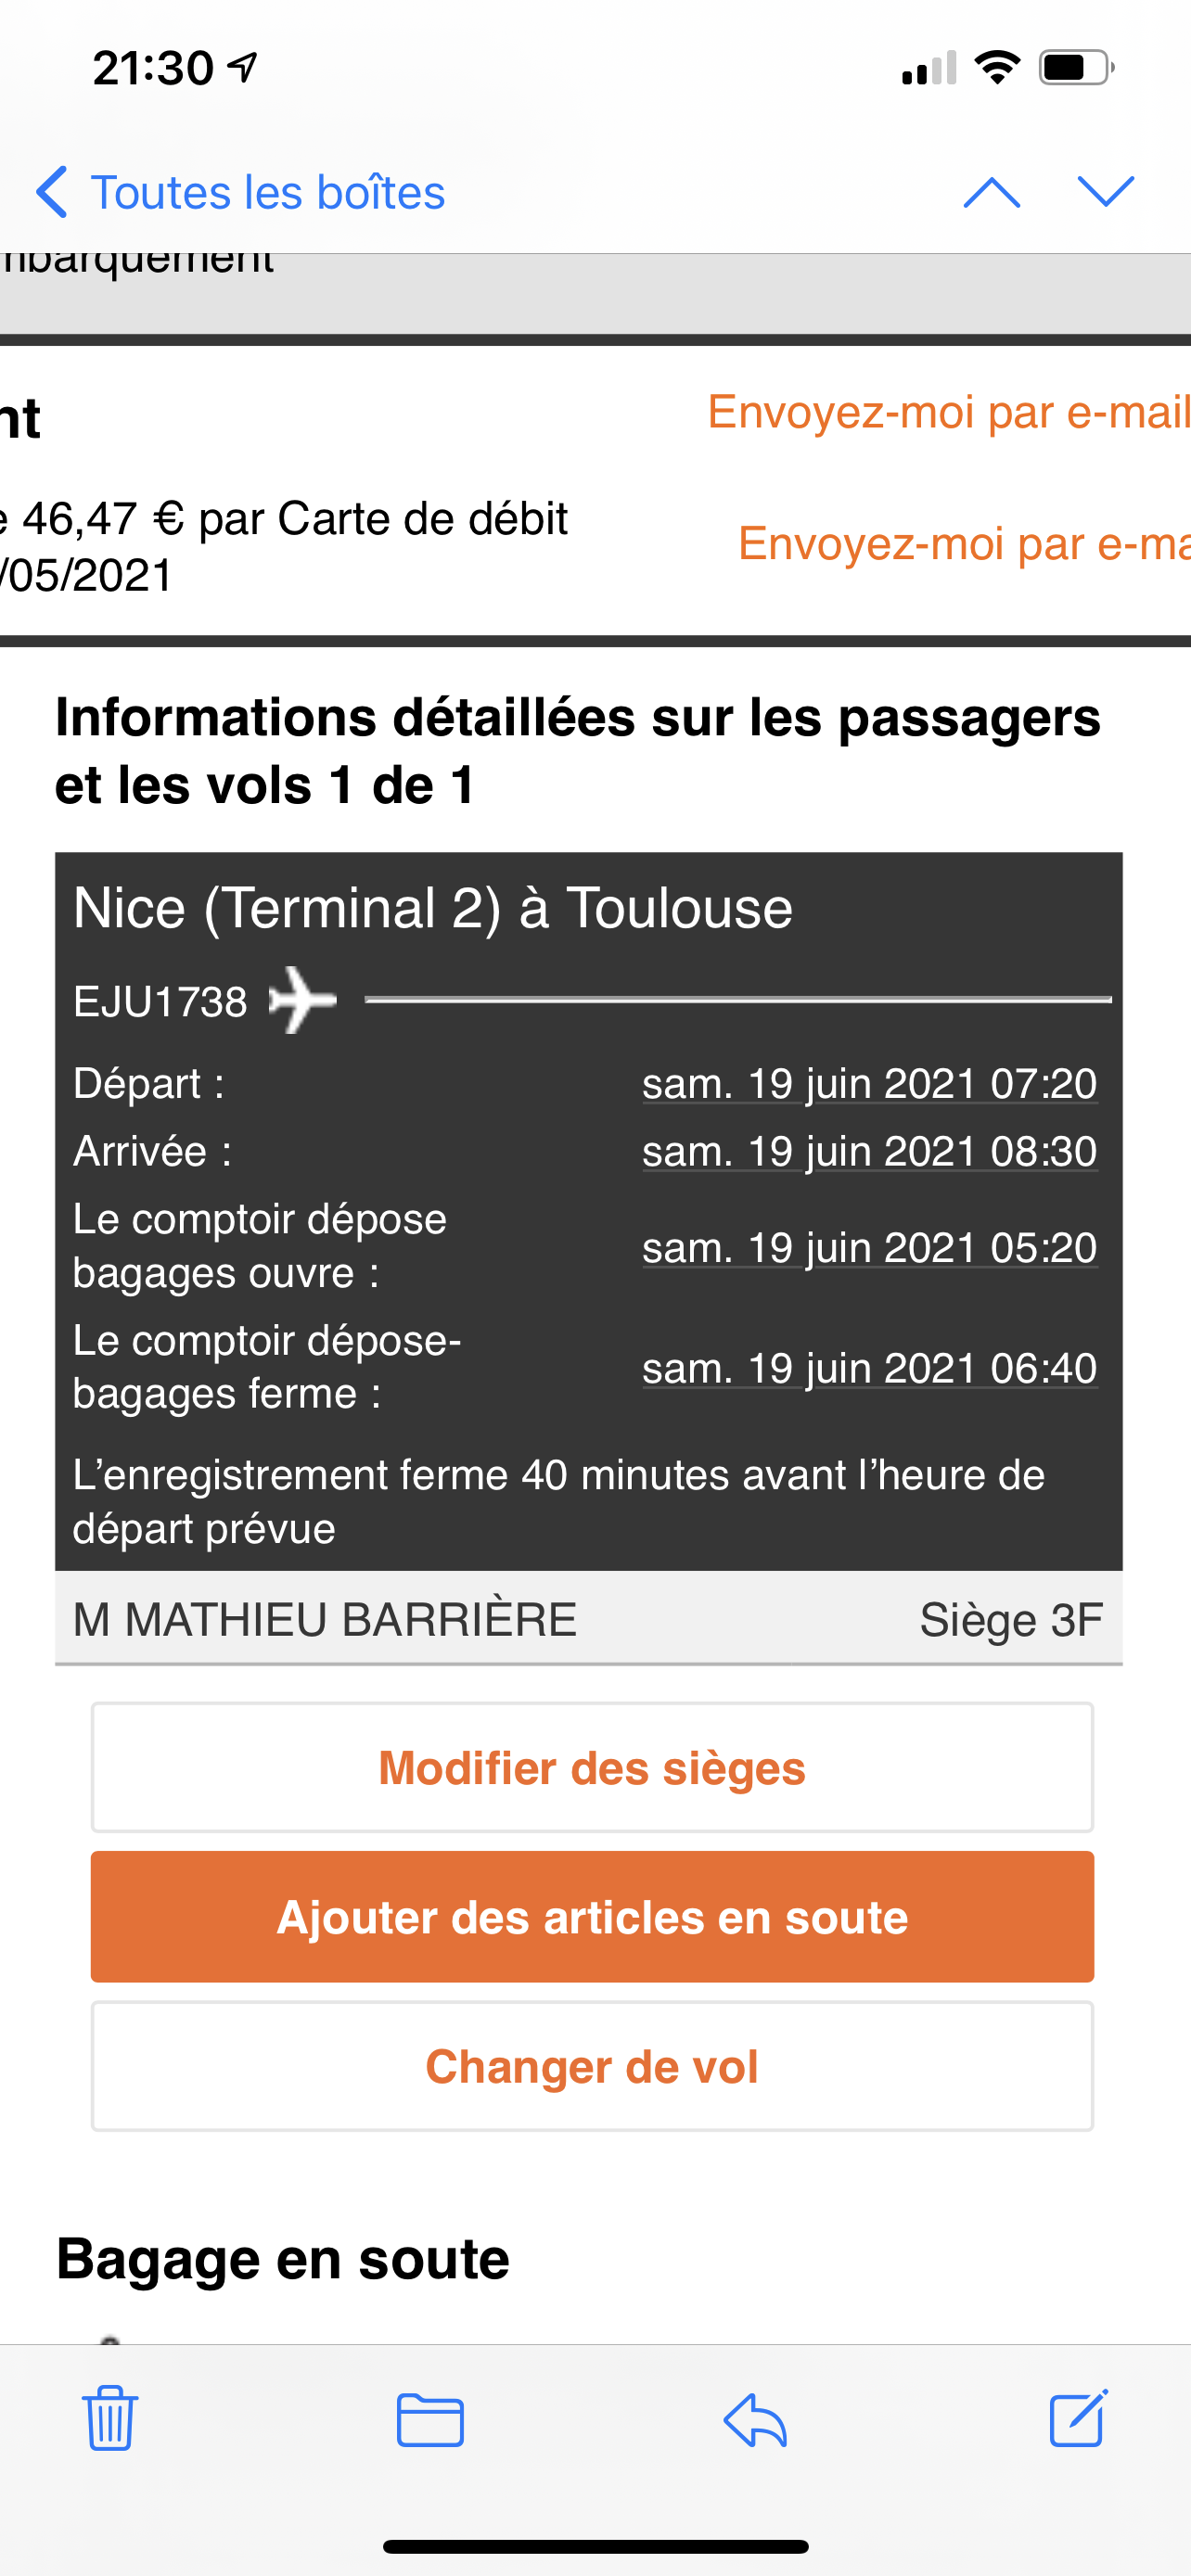 21:30
Toutes les boîtes
mbarquement
nt
Envoyez-moi par e-mail
e 46,47 € par Carte de débit
/05/2021
Envoyez-moi par e-ma
Informations détaillées sur les passagers
et les vols 1 de 1
Nice (Terminal 2) à Toulouse
EJU1738
Départ : sam. 19 juin 2021 07:20
Arrivée : sam. 19 juin 2021 08:30
Le comptoir dépose
bagages ouvre : sam. 19 juin 2021 05:20
Le comptoir dépose-
bagages ferme : sam. 19 juin 2021 06:40
L’enregistrement ferme 40 minutes avant l’heure de
départ prévue
M MATHIEU BARRIÈRE Siège 3F
Modifier des sièges
Ajouter des articles en soute
Changer de vol
Bagage en soute